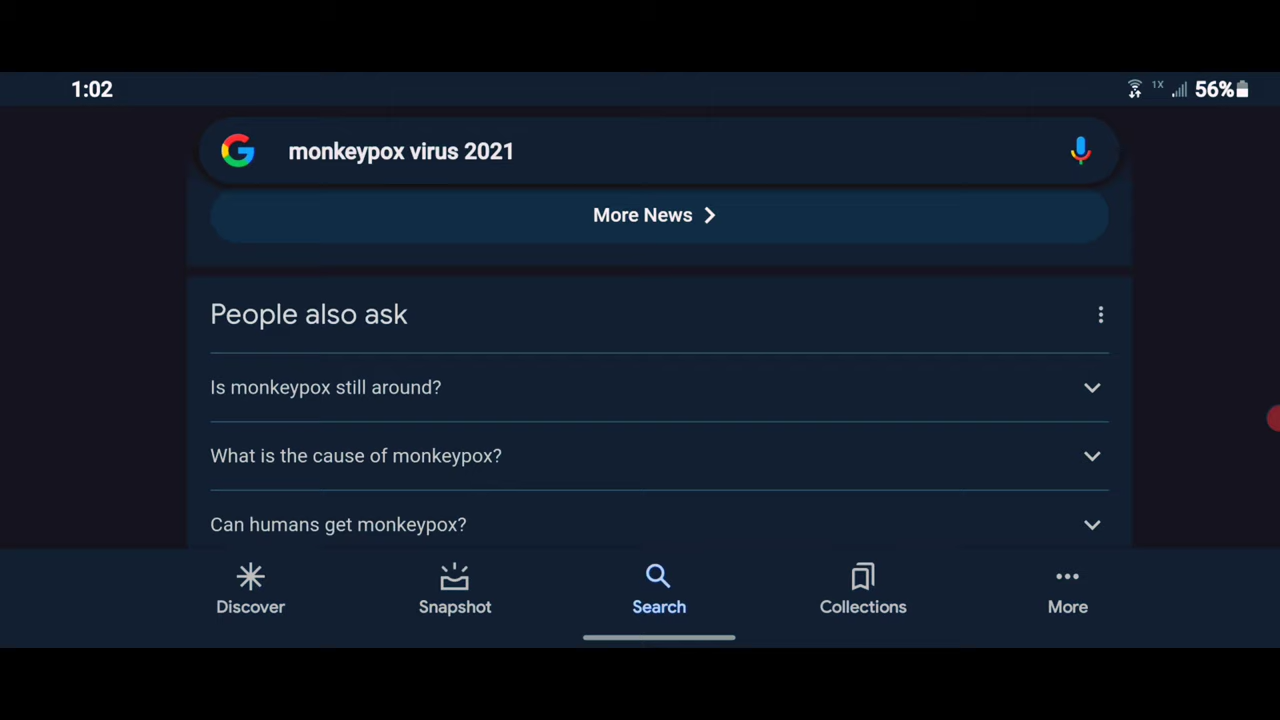 1:02
1X 56%
monkeypox virus 2021
More News
People also ask
Is monkeypox still around?
What is the cause of monkeypox?
Can humans get monkeypox?
Discover Snapshot Search Collections More